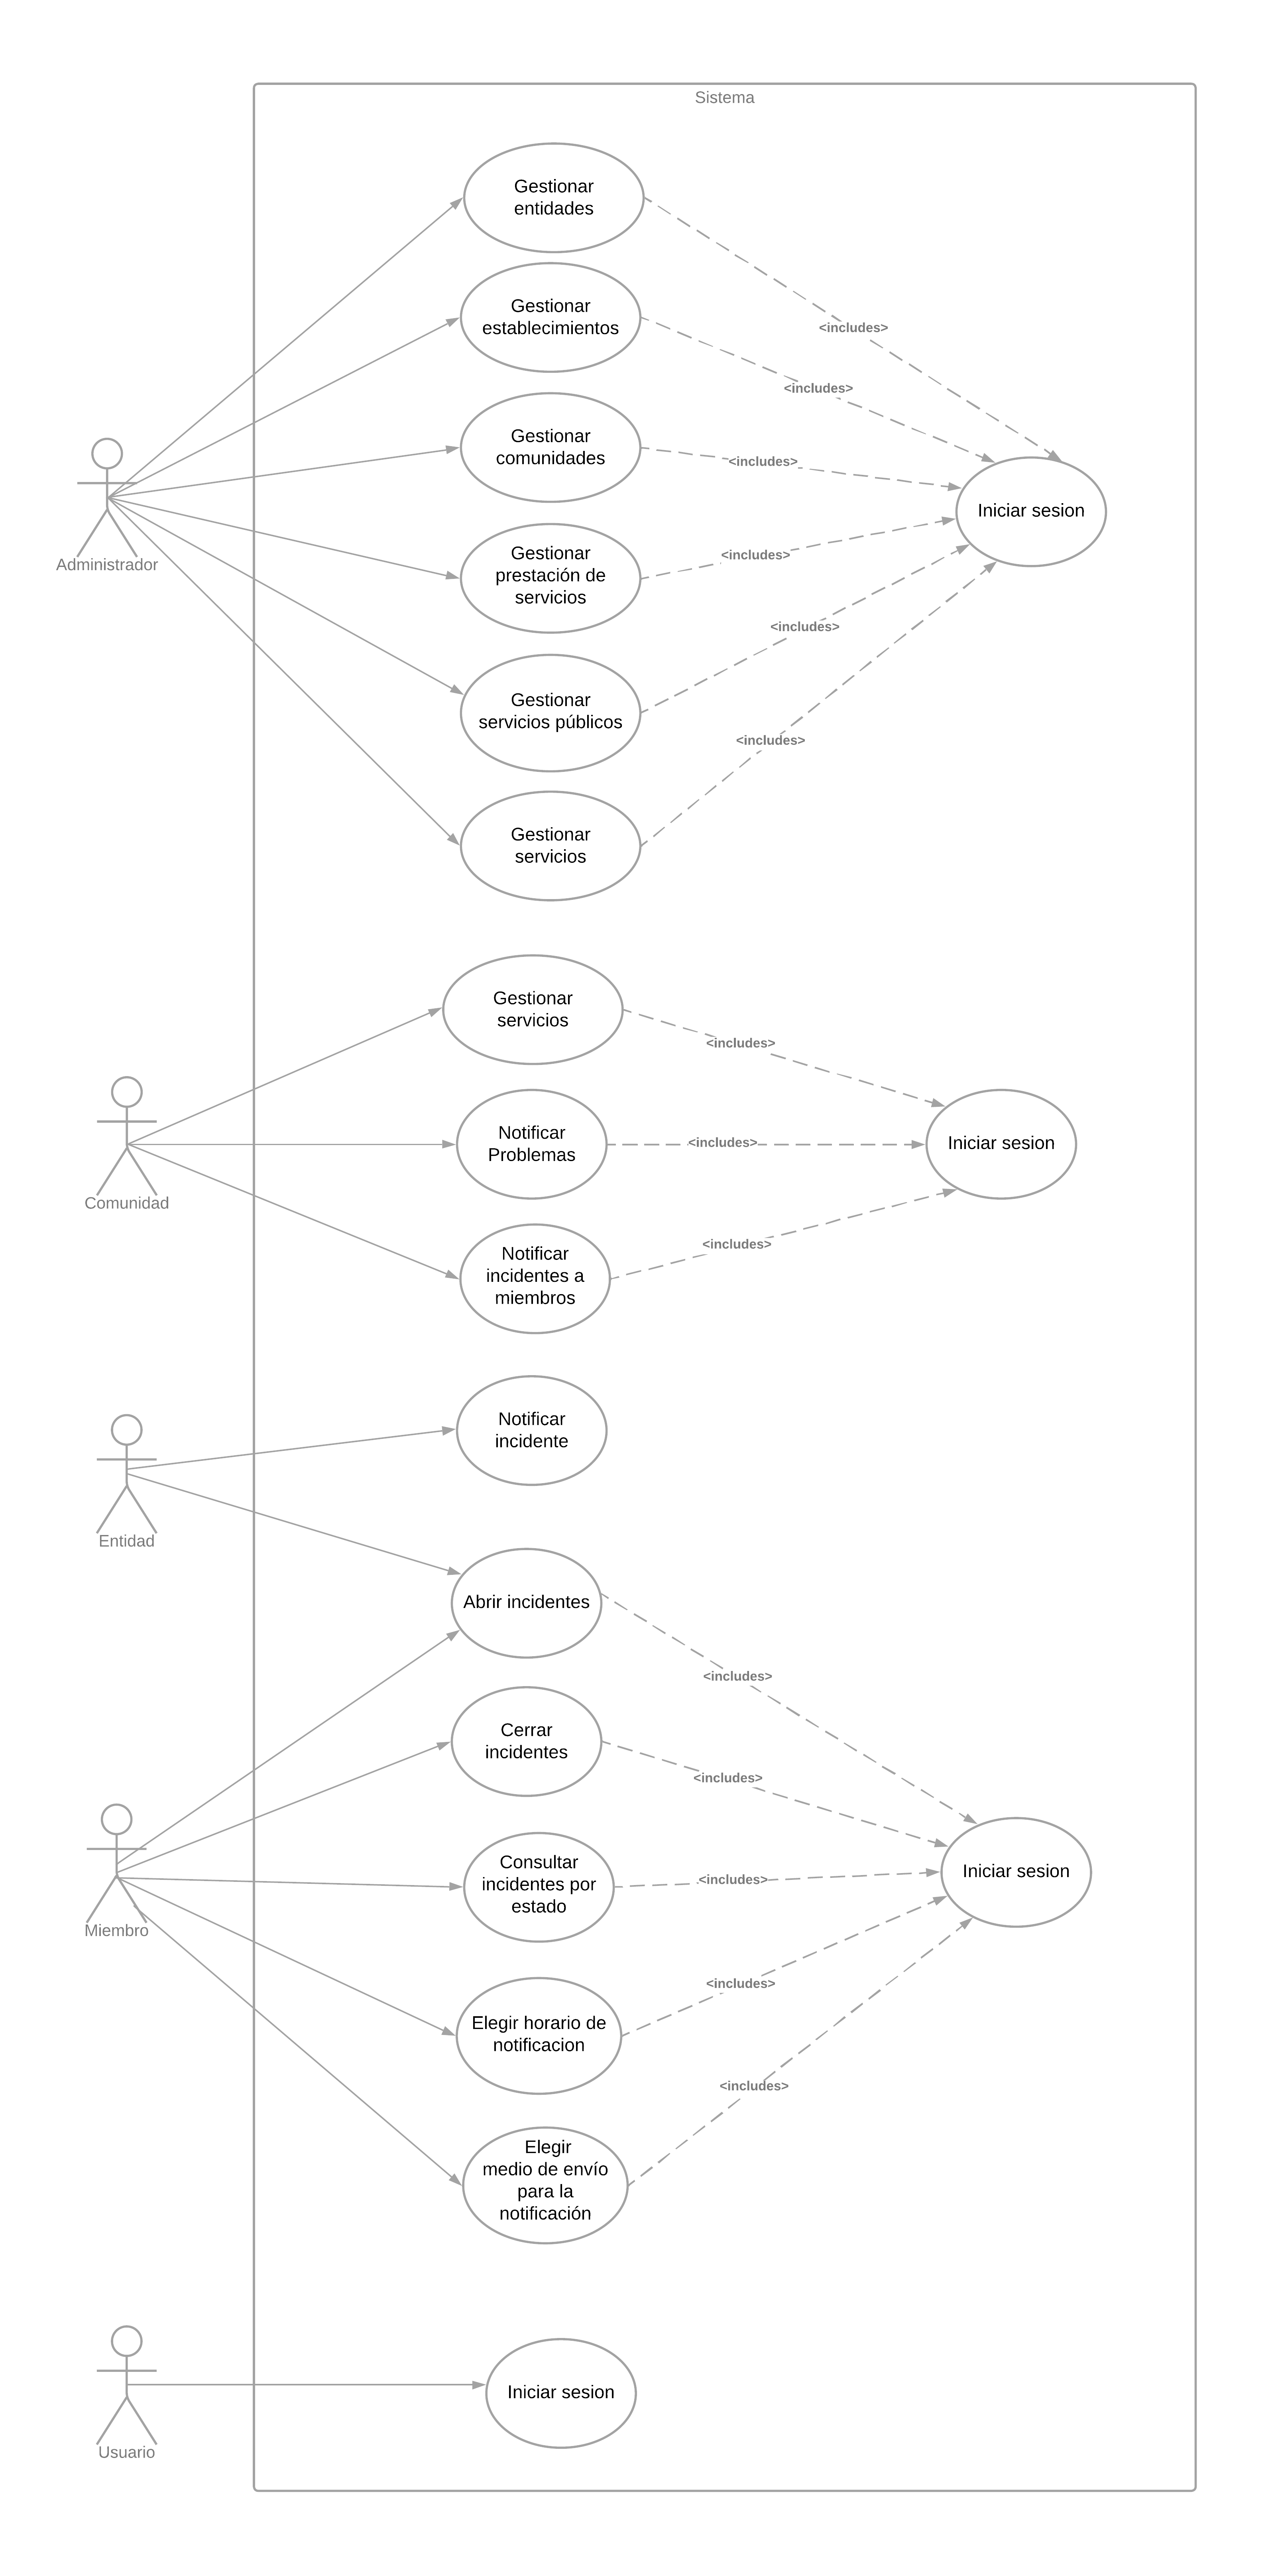 Sistema
Gestionar
entidades
<includes>
Gestionar
establecimientos
<includes>
Gestionar
comunidades
<includes>
Iniciar sesion
Administrador
Gestionar
prestación de
servicios
<includes>
<includes>
Gestionar
servicios públicos
<includes>
Gestionar
servicios
Gestionar
servicios
<includes>
Comunidad
Notificar
Problemas
<includes>
Iniciar sesion
Notificar
incidentes a
miembros
<includes>
Notificar
incidente
Entidad
Abrir incidentes
<includes>
Cerrar
incidentes
<includes>
Miembro
Consultar
incidentes por
estado
<includes>
Iniciar sesion
Elegir horario de
notificacion
<includes>
<includes>
Elegir
medio de envío
para la
notificación
Iniciar sesion
Usuario